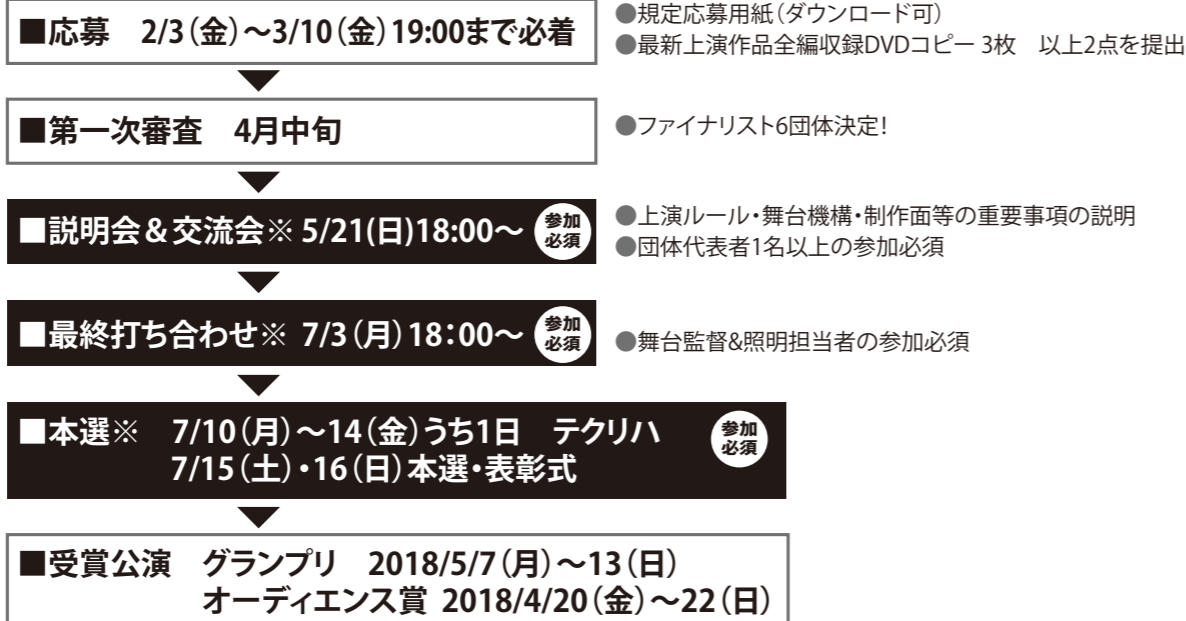 ■応募　2/3（金）～3/10（金）19:00まで必着
●規定応募用紙（ダウンロード可）
●最新上演作品全編収録DVDコピー 3枚　以上2点を提出
■第一次審査　4月中旬
●ファイナリスト6団体決定！
■説明会＆交流会※ 5/21(日)18:00～
参加
必須
●上演ルール・舞台機構・制作面等の重要事項の説明
●団体代表者1名以上の参加必須
■最終打ち合わせ※ 7/3（月）18：00～
参加
必須
●舞台監督&照明担当者の参加必須
■本選※　7/10（月）～14（金）うち1日　テクリハ
7/15（土）・16（日）本選・表彰式
参加
必須
■受賞公演　グランプリ　2018/5/7（月）～13（日）
オーディエンス賞 2018/4/20（金）～22（日）